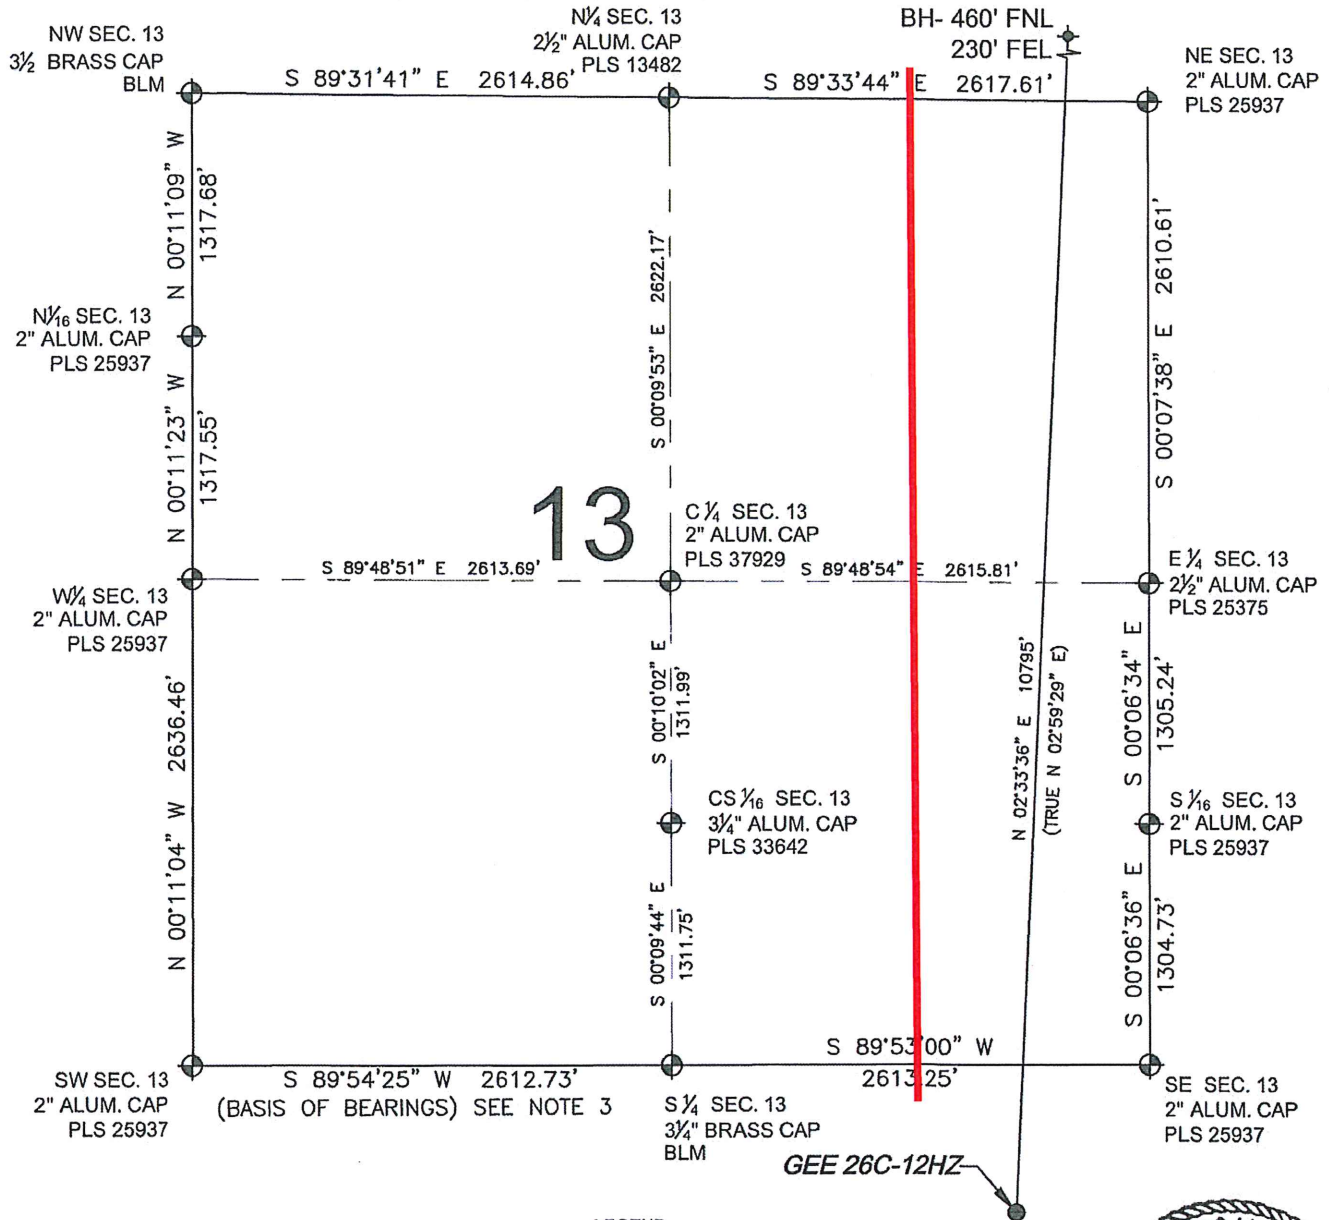 NW SEC. 13
3½ BRASS CAP
BLM
N¼ SEC. 13
2½" ALUM. CAP
PLS 13482
BH- 460' FNL
230' FEL
NE SEC. 13
2" ALUM. CAP
PLS 25937
S 89°31'41" E 2614.86'
S 89°33'44" E 2617.61'
N 00°11'09" W
1317.68'
S 00°09'53" E 2622.17'
S 00°07'38" E 2610.61'
N1⁄16 SEC. 13
2" ALUM. CAP
PLS 25937
N 00°11'23" W
1317.55'
13
C ¼ SEC. 13
2" ALUM. CAP
PLS 37929
S 89°48'51" E 2613.69'
S 89°48'54" E 2615.81'
W¼ SEC. 13
2" ALUM. CAP
PLS 25937
E ¼ SEC. 13
2½" ALUM. CAP
PLS 25375
N 00°11'04" W 2636.46'
S 00°10'02" E
1311.99'
N 02°33'36" E 10795'
(TRUE N 02°59'29" E)
S 00°06'34" E
1305.24'
CS 1⁄16 SEC. 13
3¼" ALUM. CAP
PLS 33642
S 1⁄16 SEC. 13
2" ALUM. CAP
PLS 25937
S 00°09'44" E
1311.75'
S 00°06'36" E
1304.73'
S 89°53'00" W
2613.25'
SW SEC. 13
2" ALUM. CAP
PLS 25937
S 89°54'25" W 2612.73'
(BASIS OF BEARINGS) SEE NOTE 3
S ¼ SEC. 13
3¼" BRASS CAP
BLM
SE SEC. 13
2" ALUM. CAP
PLS 25937
GEE 26C-12HZ